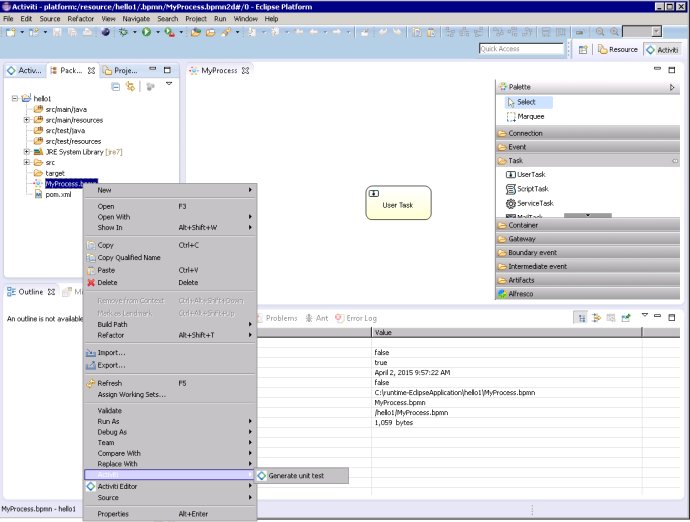 Activiti - platform:/resource/hello1/.bpmn/MyProcess.bpmn2d#/0 - Eclipse Platform
File Edit Source Refactor View Navigate Search Project Run Window Help
Quick Access
Resource
Activiti
Activ...
Pack...
Proje...
MyProcess
hello1
src/main/java
src/main/resources
src/test/java
src/test/resources
JRE System Library [jre7]
src
target
MyProcess.bpmn
pom.xml
User Task
Palette
Select
Marquee
Connection
Event
Task
UserTask
ScriptTask
ServiceTask
MailTask
Container
Gateway
Boundary event
Intermediate event
Artifacts
Alfresco
New
Open F3
Open With
Show In Alt+Shift+W
Copy Ctrl+C
Copy Qualified Name
Paste Ctrl+V
Delete Delete
Remove from Context Ctrl+Alt+Shift+Down
Mark as Landmark Ctrl+Alt+Shift+Up
Build Path
Refactor Alt+Shift+T
Import...
Export...
Refresh F5
Assign Working Sets...
Validate
Run As
Debug As
Team
Compare With
Replace With
Activiti
Generate unit test
Activiti Editor
Source
Properties Alt+Enter
Outline
Mi
An outline is not available
Problems
Ant
Error Log
Value
false
true
April 2, 2015 9:57:22 AM
false
C:\runtime-EclipseApplication\hello1\MyProcess.bpmn
MyProcess.bpmn
/hello1/MyProcess.bpmn
1,059 bytes
MyProcess.bpmn - hello1